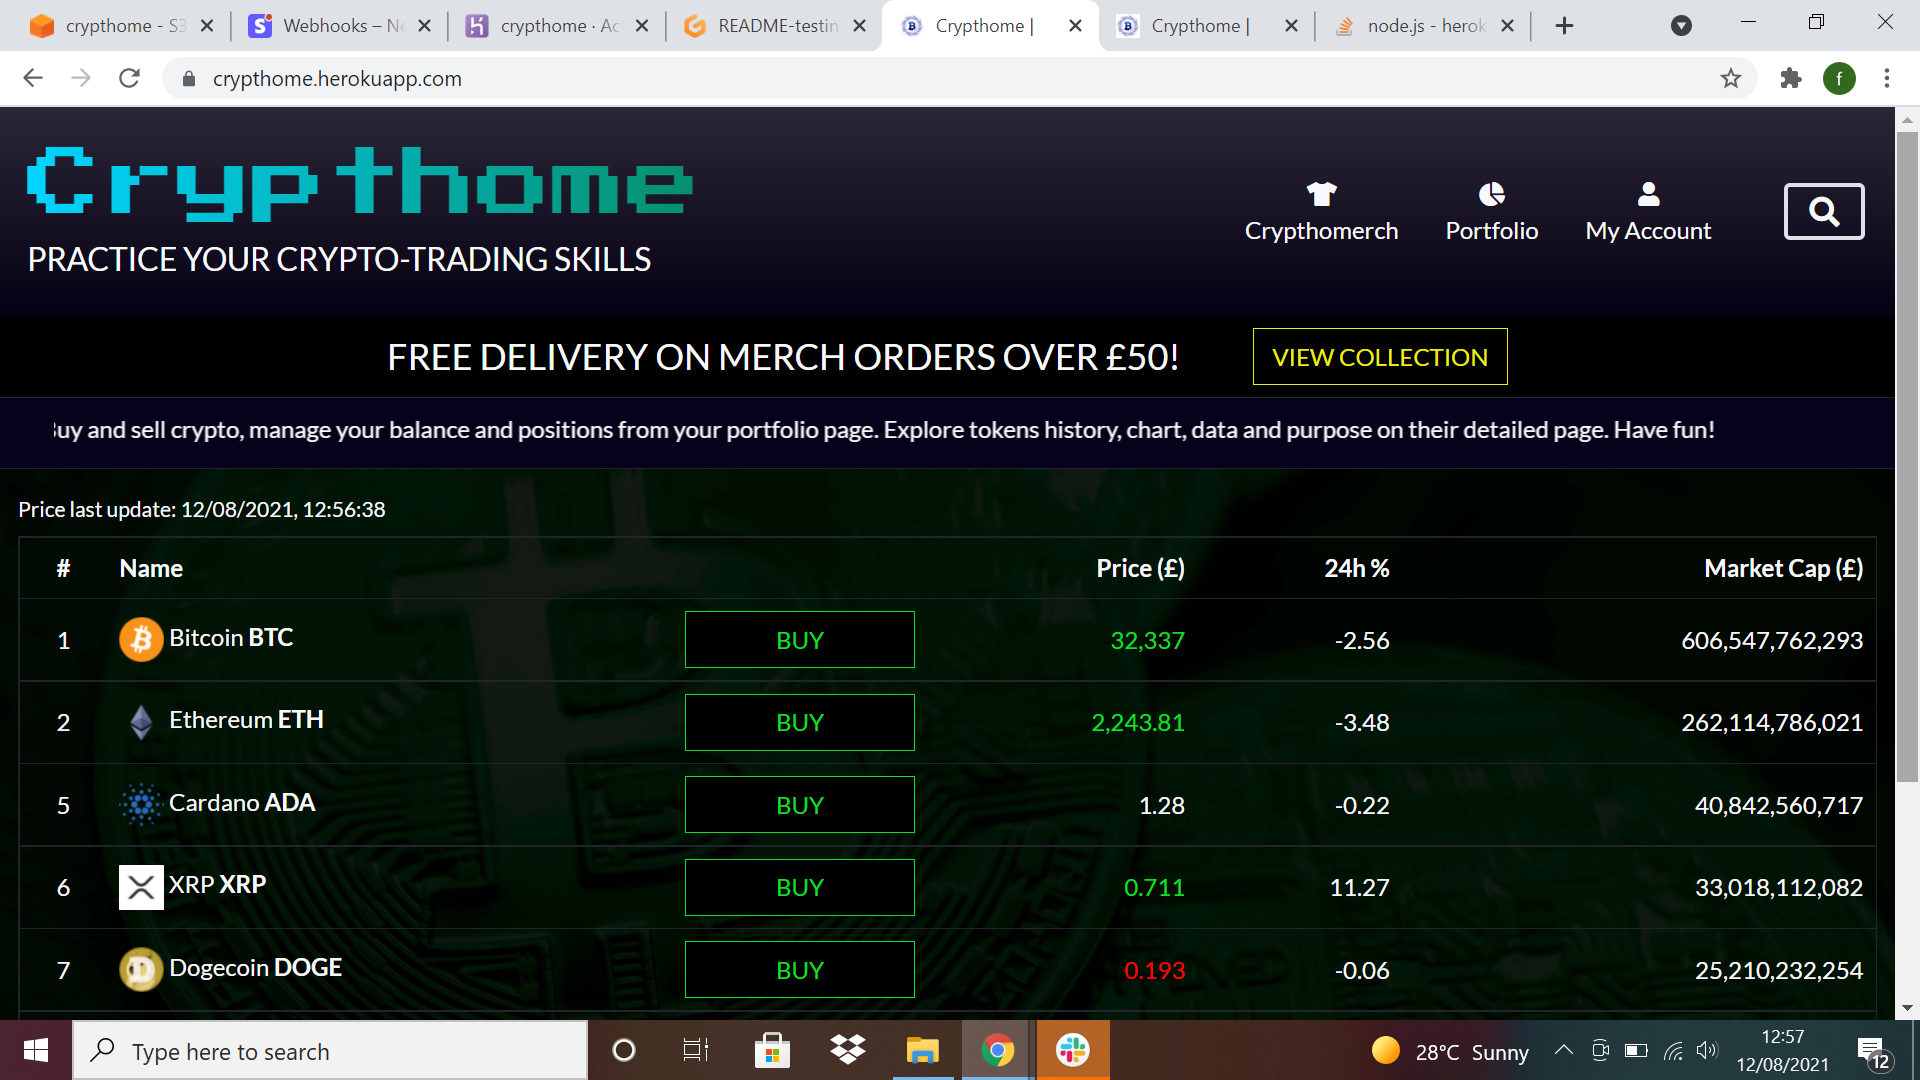 crypthome - S3
Webhooks – Ne
crypthome · Ac
README-testin
Crypthome |
Crypthome |
node.js - herok
crypthome.herokuapp.com
f
Crypthome
PRACTICE YOUR CRYPTO-TRADING SKILLS
Crypthomerch
Portfolio
My Account
FREE DELIVERY ON MERCH ORDERS OVER £50!
VIEW COLLECTION
uy and sell crypto, manage your balance and positions from your portfolio page. Explore tokens history, chart, data and purpose on their detailed page. Have fun!
Price last update: 12/08/2021, 12:56:38
# Name Price (£) 24h % Market Cap (£)
1 Bitcoin BTC BUY 32,337 -2.56 606,547,762,293
2 Ethereum ETH BUY 2,243.81 -3.48 262,114,786,021
5 Cardano ADA BUY 1.28 -0.22 40,842,560,717
6 XRP XRP BUY 0.711 11.27 33,018,112,082
7 Dogecoin DOGE BUY 0.193 -0.06 25,210,232,254
Type here to search
28°C Sunny
12:57
12/08/2021
12